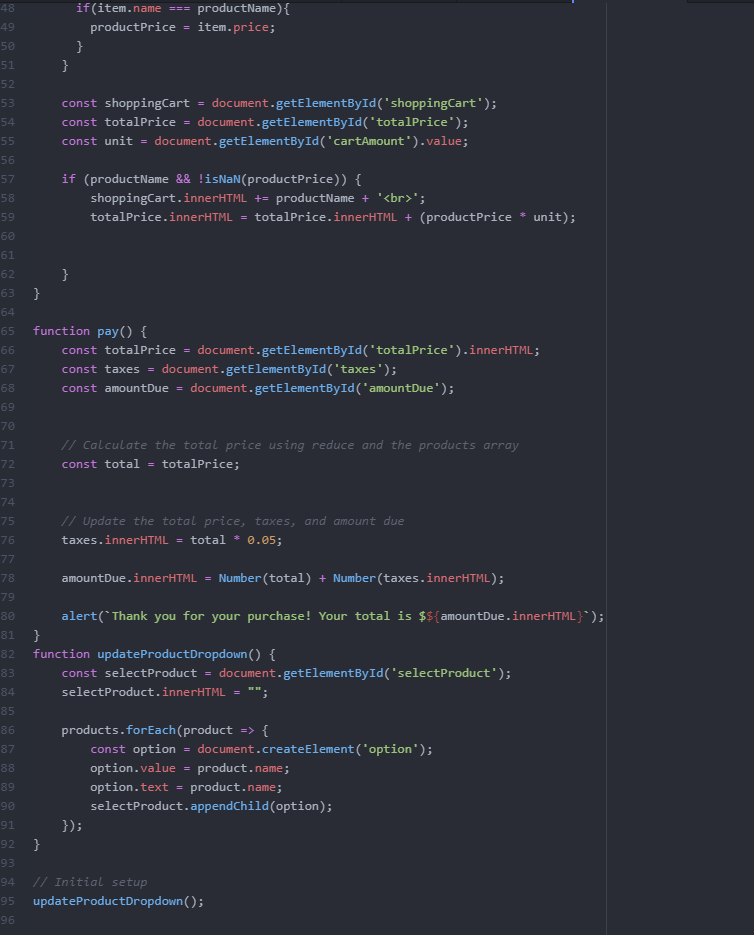 48 if(item.name === productName){
49 productPrice = item.price;
50 }
51 }
52
53 const shoppingCart = document.getElementById('shoppingCart');
54 const totalPrice = document.getElementById('totalPrice');
55 const unit = document.getElementById('cartAmount').value;
56
57 if (productName && !isNaN(productPrice)) {
58 shoppingCart.innerHTML += productName + '<br>';
59 totalPrice.innerHTML = totalPrice.innerHTML + (productPrice * unit);
60
61
62 }
63 }
64
65 function pay() {
66 const totalPrice = document.getElementById('totalPrice').innerHTML;
67 const taxes = document.getElementById('taxes');
68 const amountDue = document.getElementById('amountDue');
69
70
71 // Calculate the total price using reduce and the products array
72 const total = totalPrice;
73
74
75 // Update the total price, taxes, and amount due
76 taxes.innerHTML = total * 0.05;
77
78 amountDue.innerHTML = Number(total) + Number(taxes.innerHTML);
79
80 alert(`Thank you for your purchase! Your total is $${amountDue.innerHTML}`);
81 }
82 function updateProductDropdown() {
83 const selectProduct = document.getElementById('selectProduct');
84 selectProduct.innerHTML = "";
85
86 products.forEach(product => {
87 const option = document.createElement('option');
88 option.value = product.name;
89 option.text = product.name;
90 selectProduct.appendChild(option);
91 });
92 }
93
94 // Initial setup
95 updateProductDropdown();
96